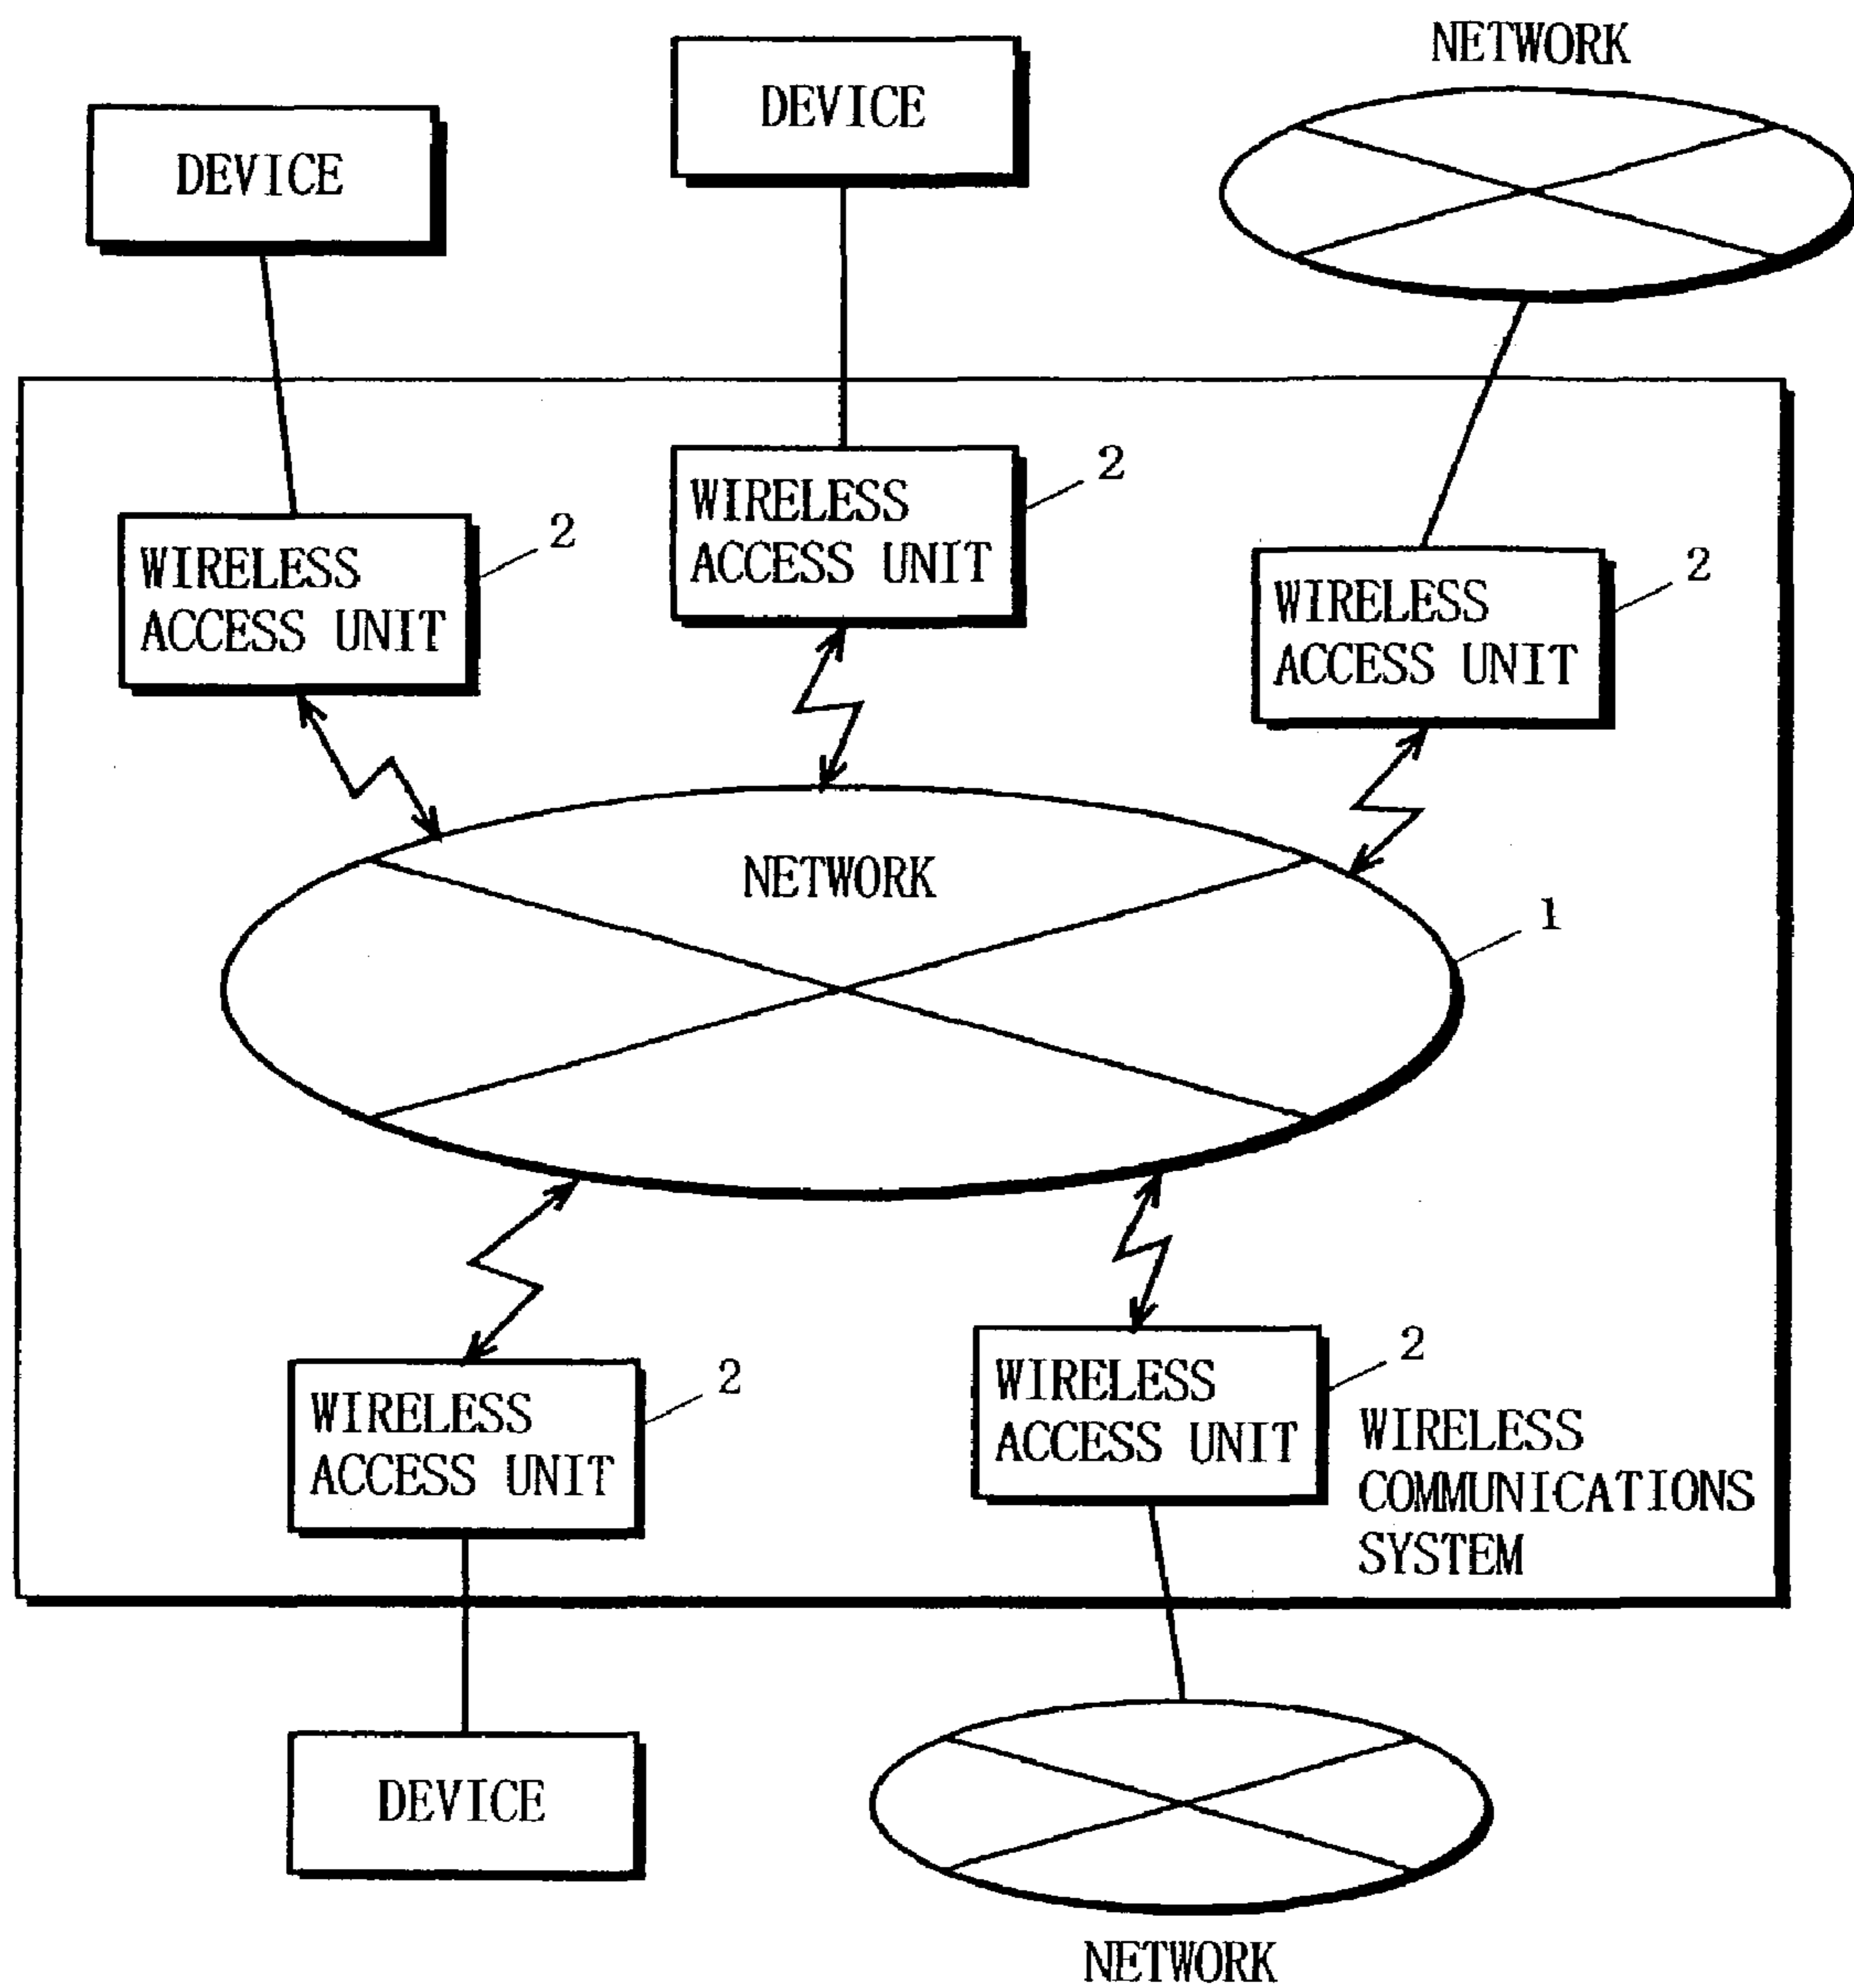 NETWORK
DEVICE
DEVICE
2
WIRELESS
ACCESS UNIT
2
WIRELESS
ACCESS UNIT
2
WIRELESS
ACCESS UNIT
NETWORK
1
2
WIRELESS
ACCESS UNIT
2
WIRELESS
ACCESS UNIT
WIRELESS
COMMUNICATIONS
SYSTEM
DEVICE
NETWORK